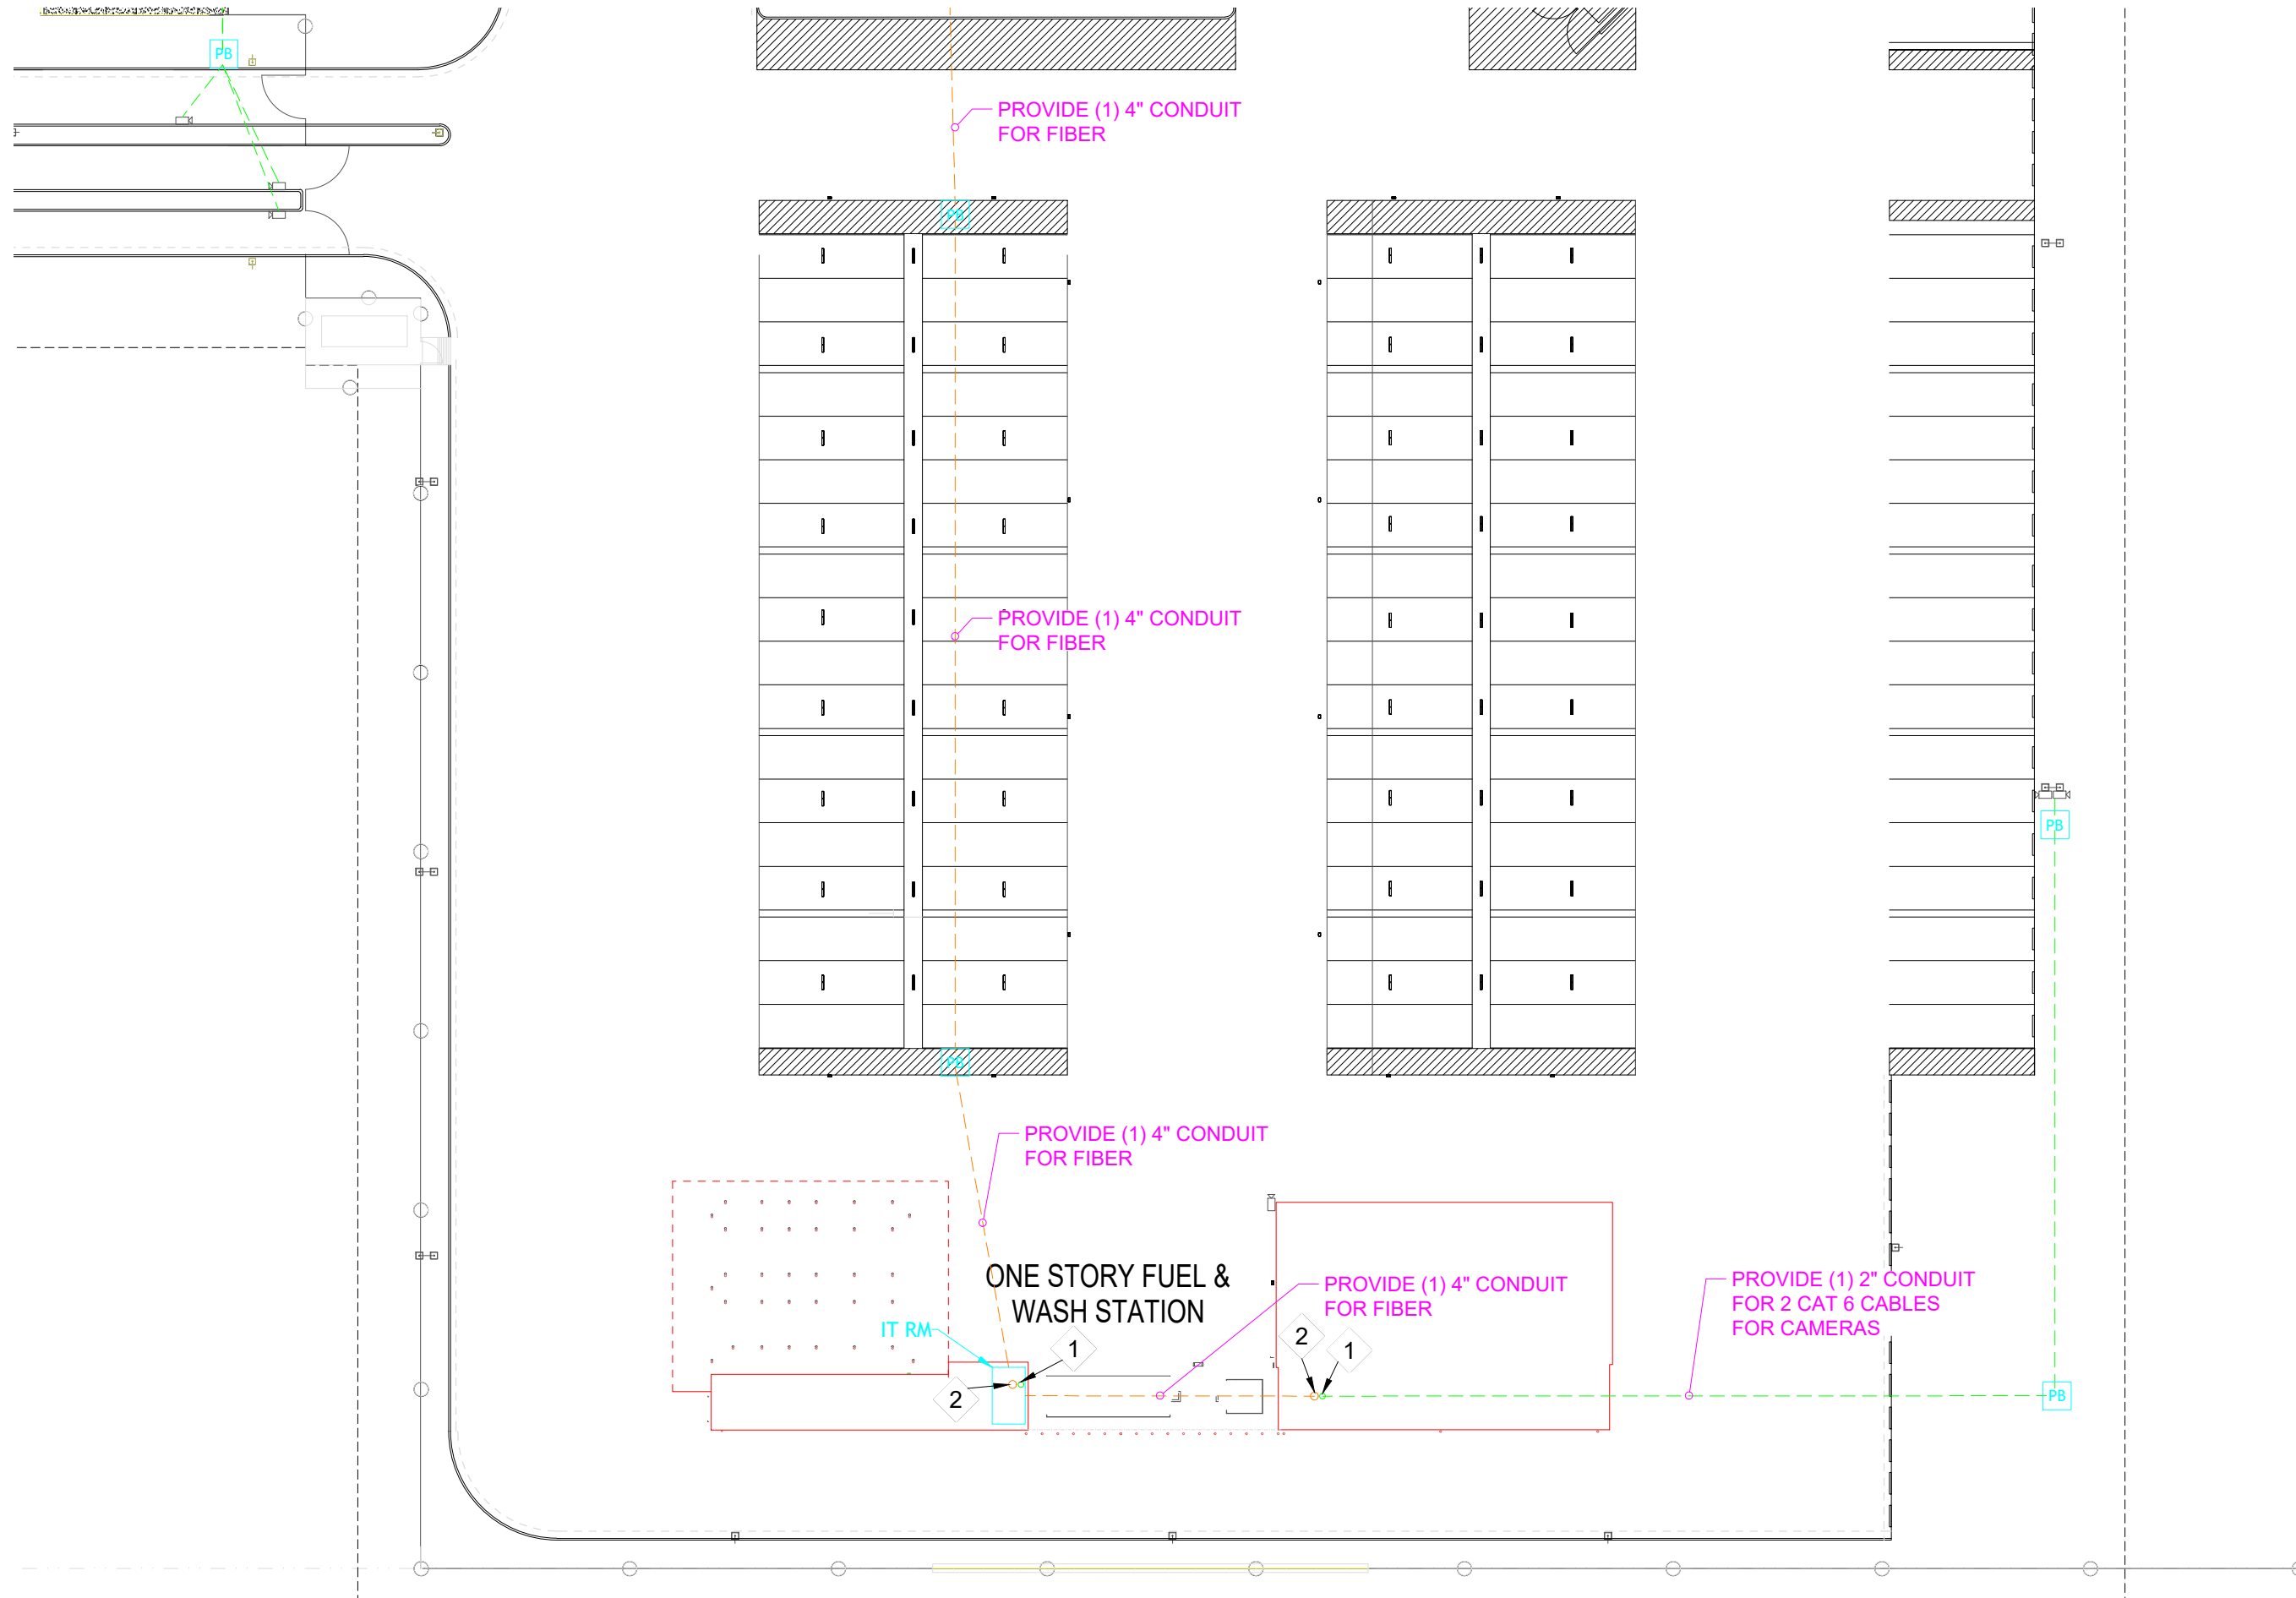 PB
PROVIDE (1) 4" CONDUIT
FOR FIBER
PB
PROVIDE (1) 4" CONDUIT
FOR FIBER
PB
PB
PROVIDE (1) 4" CONDUIT
FOR FIBER
ONE STORY FUEL &
WASH STATION
PROVIDE (1) 4" CONDUIT
FOR FIBER
PROVIDE (1) 2" CONDUIT
FOR 2 CAT 6 CABLES
FOR CAMERAS
IT RM
1
2
2
1
PB